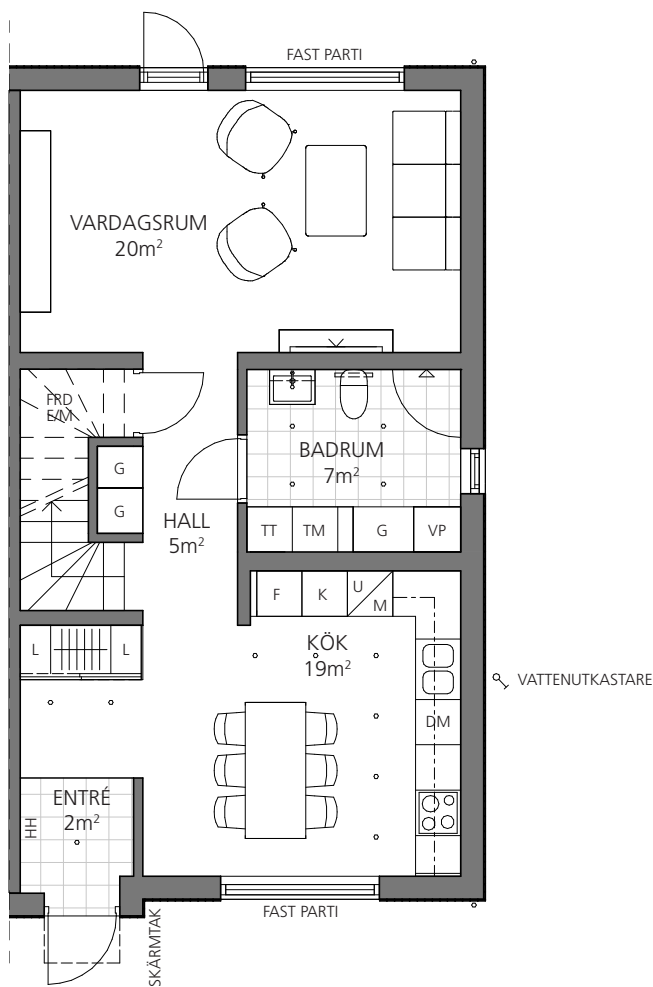 FAST PARTI
VARDAGSRUM
20m²
FRD
E/M
G
G
BADRUM
7m²
HALL
5m²
TT
TM
G
VP
F
K
U
M
L
L
KÖK
19m²
VATTENUTKASTARE
DM
ENTRÉ
2m²
HH
FAST PARTI
SKÄRMTAK